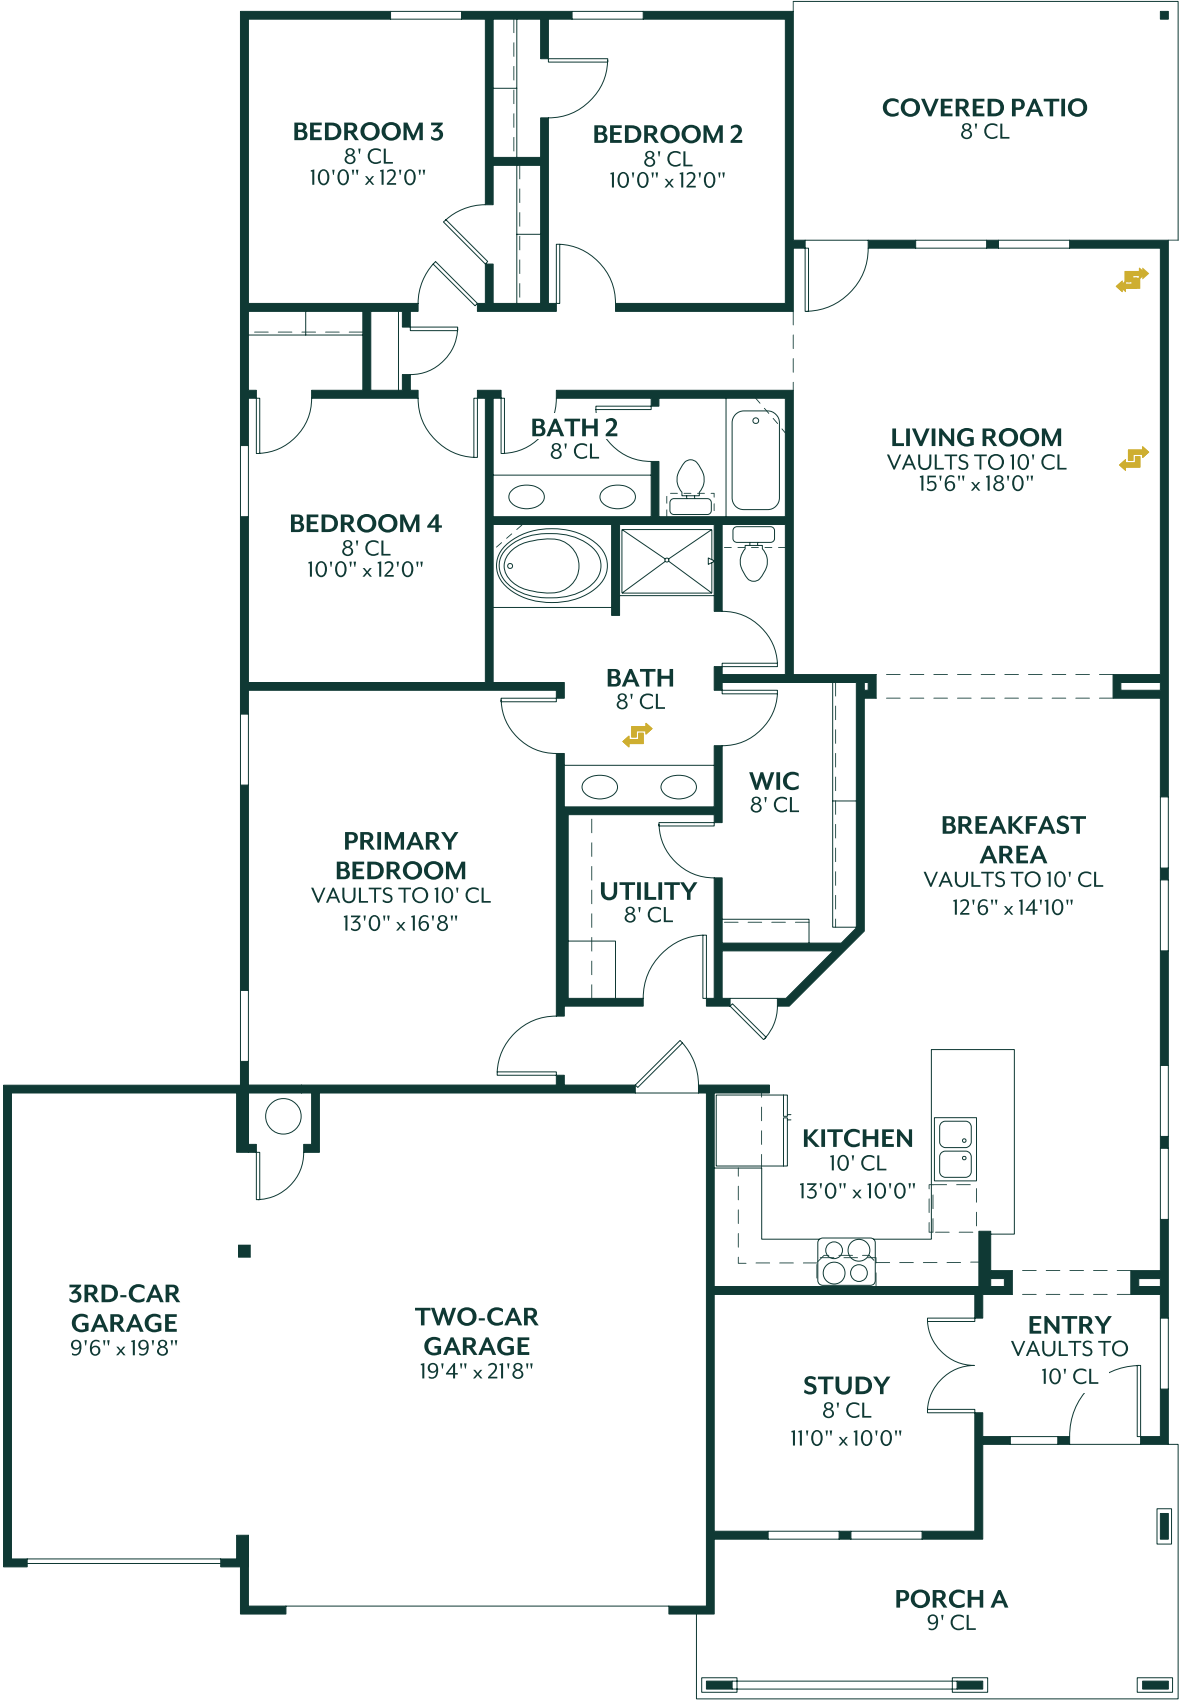 COVERED PATIO
8' CL
BEDROOM 3
8' CL
10'0" x 12'0"
BEDROOM 2
8' CL
10'0" x 12'0"
LIVING ROOM
VAULTS TO 10' CL
15'6" x 18'0"
BATH 2
8' CL
BEDROOM 4
8' CL
10'0" x 12'0"
BATH
8' CL
WIC
8' CL
PRIMARY
BEDROOM
VAULTS TO 10' CL
13'0" x 16'8"
UTILITY
8' CL
BREAKFAST
AREA
VAULTS TO 10' CL
12'6" x 14'10"
KITCHEN
10' CL
13'0" x 10'0"
3RD-CAR
GARAGE
9'6" x 19'8"
TWO-CAR
GARAGE
19'4" x 21'8"
ENTRY
VAULTS TO
10' CL
STUDY
8' CL
11'0" x 10'0"
PORCH A
9' CL